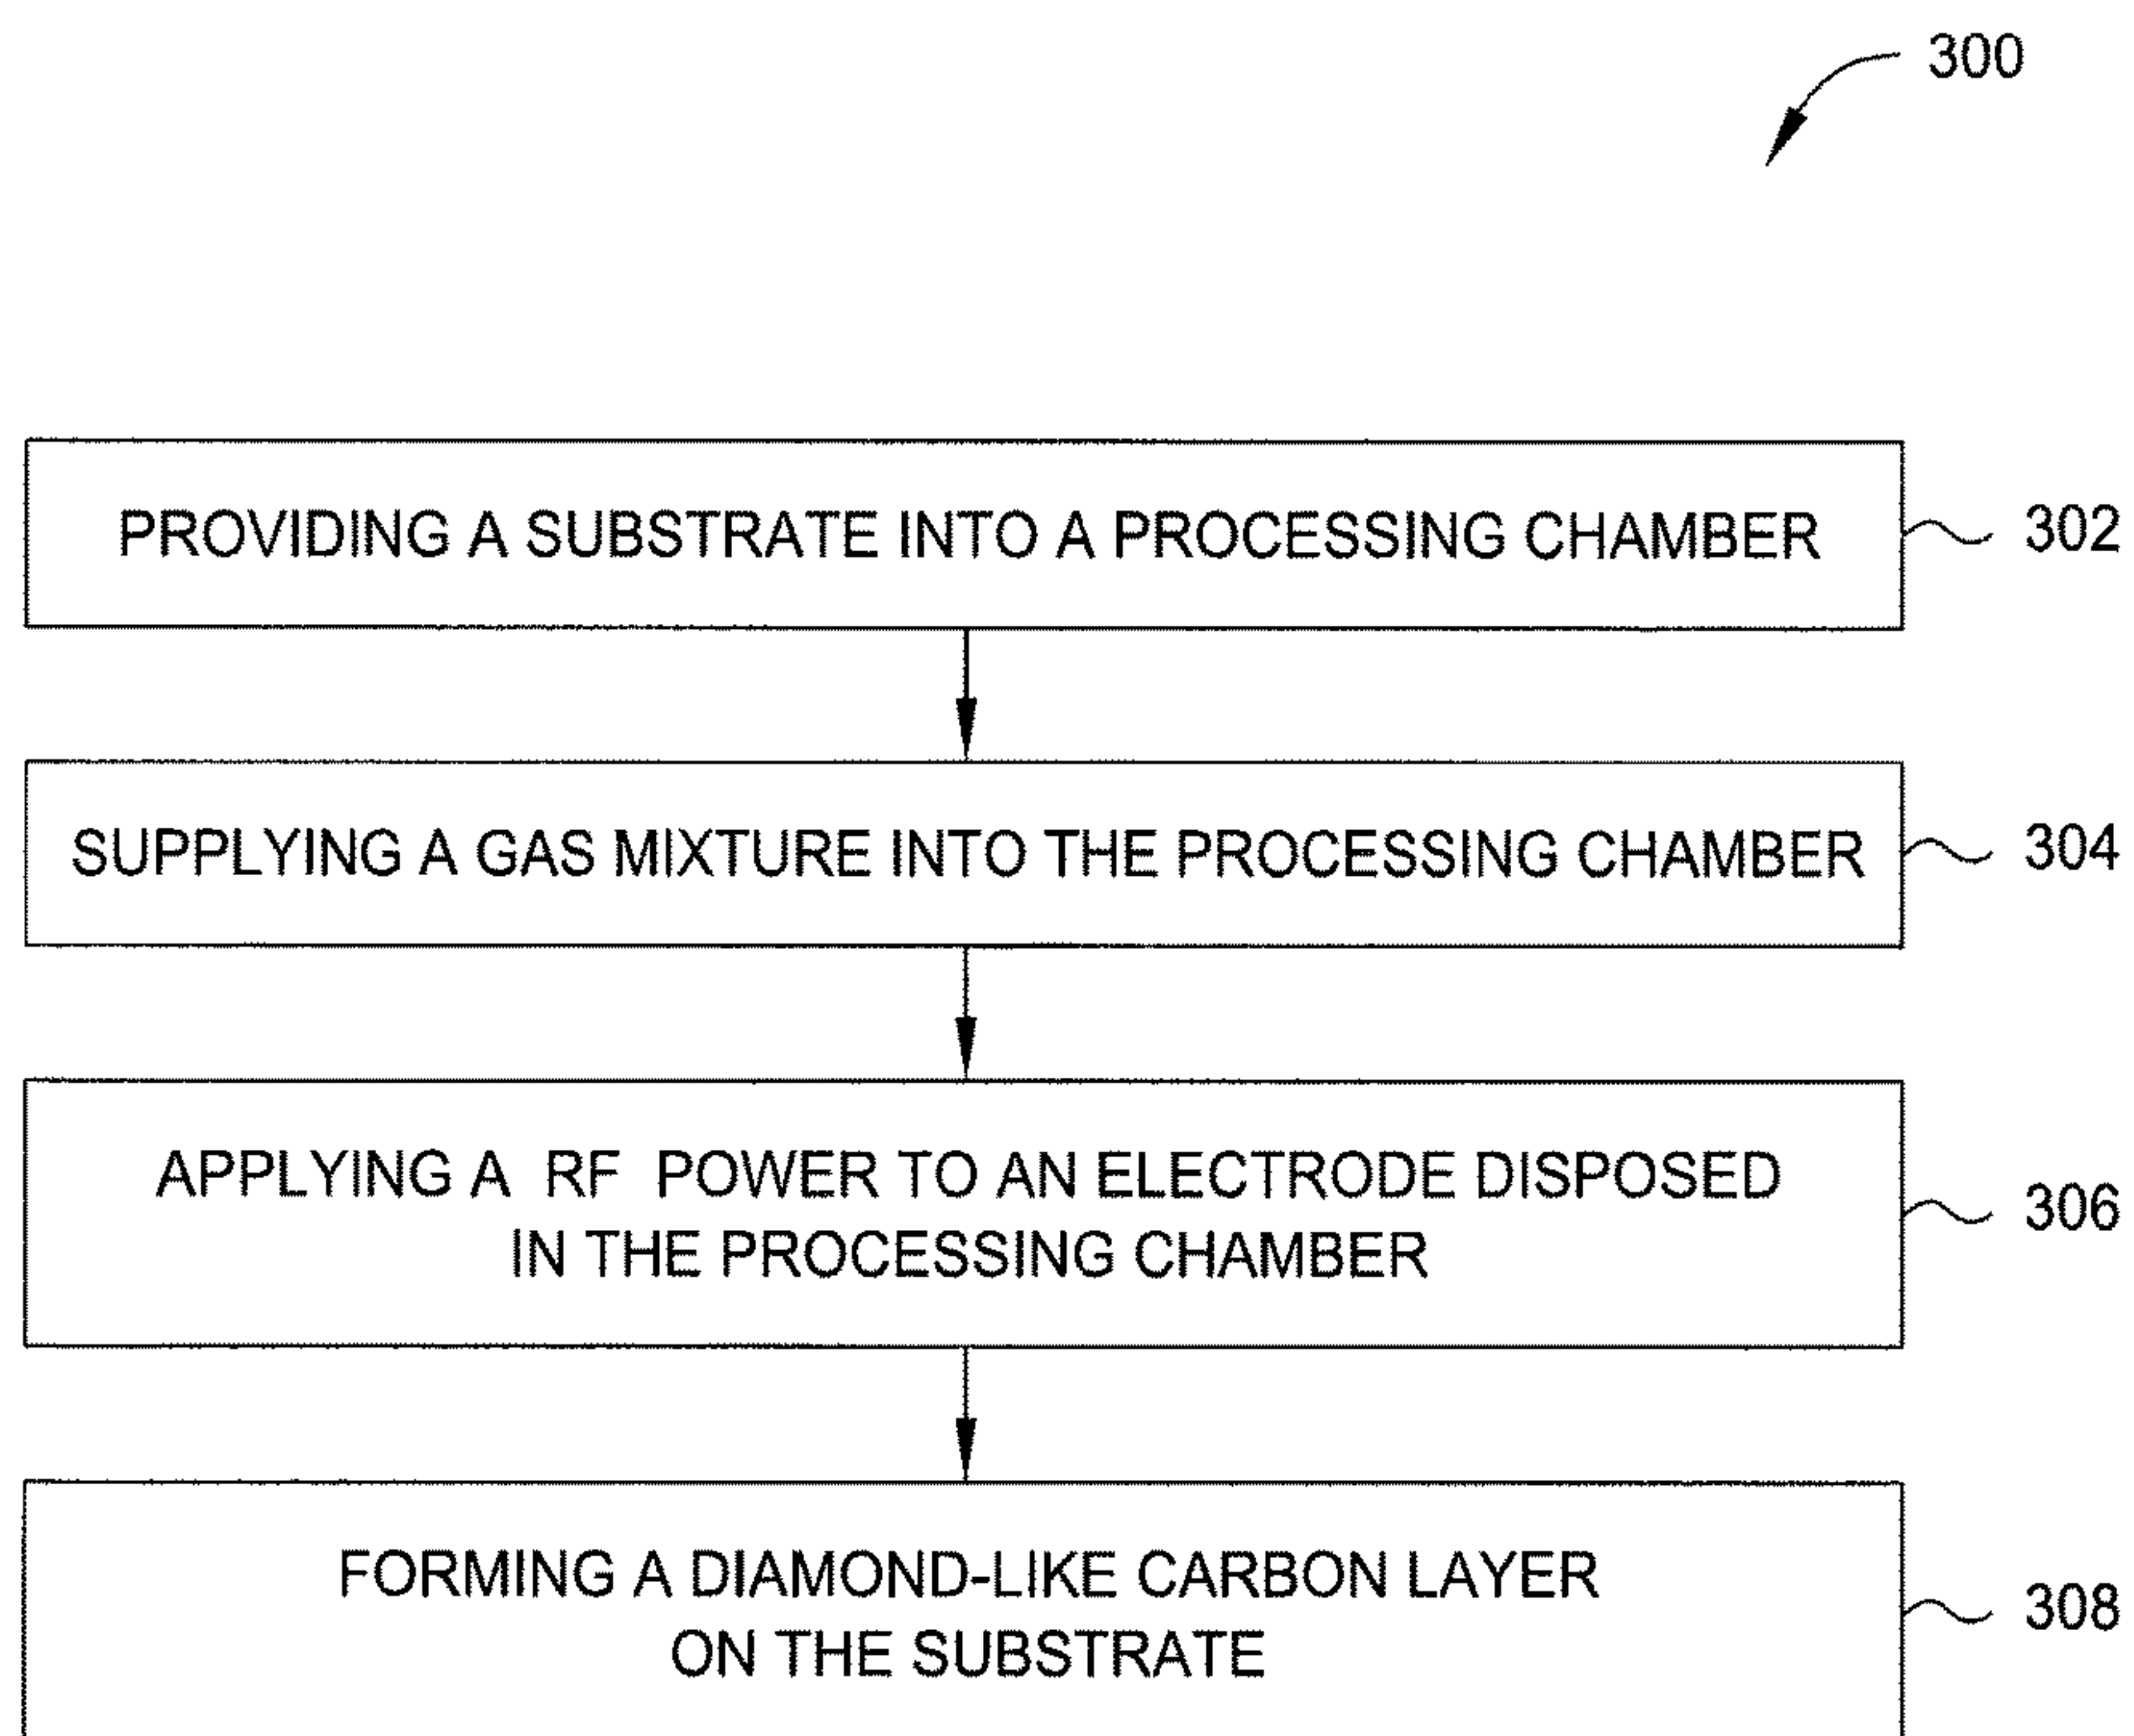 300
PROVIDING A SUBSTRATE INTO A PROCESSING CHAMBER
302
SUPPLYING A GAS MIXTURE INTO THE PROCESSING CHAMBER
304
APPLYING A RF POWER TO AN ELECTRODE DISPOSED
IN THE PROCESSING CHAMBER
306
FORMING A DIAMOND-LIKE CARBON LAYER
ON THE SUBSTRATE
308